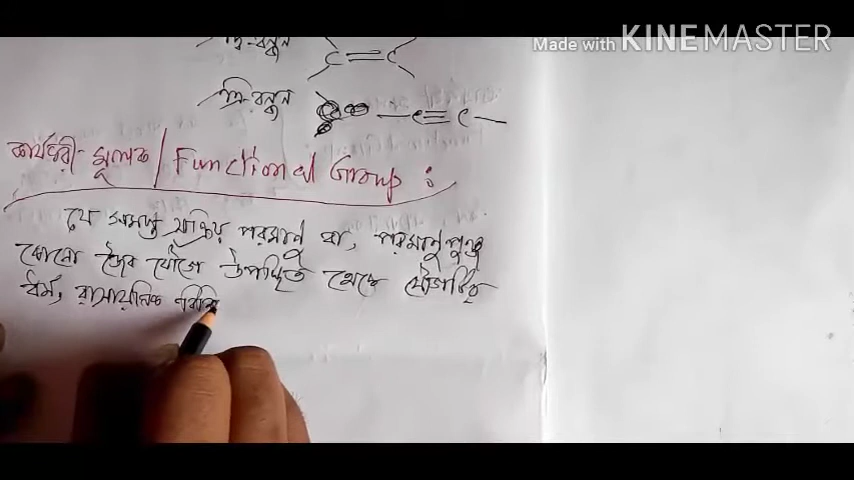 Made with KINEMASTER
দ্বি-বন্ধন C=C
ত্রি-বন্ধন —C≡C—
কার্যকরী মূলক / Functional Group :
যে সমস্ত সক্রিয় পরমানু বা, পরমানুপুঞ্জ
কোনো জৈব যৌগে উপস্থিত থেকে যৌগটির
ধর্ম, রাসায়নিক বিক্রি